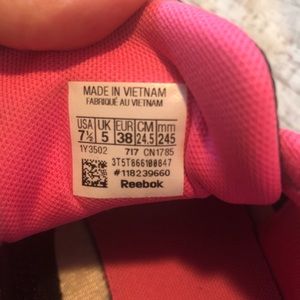 MADE IN VIETNAM
FABRIQUÉ AU VIETNAM
USA UK EUR CM mm
7½ 5 38 24.5 245
1Y3502 717 CN1785
3T5T866100847
#118239660
Reebok